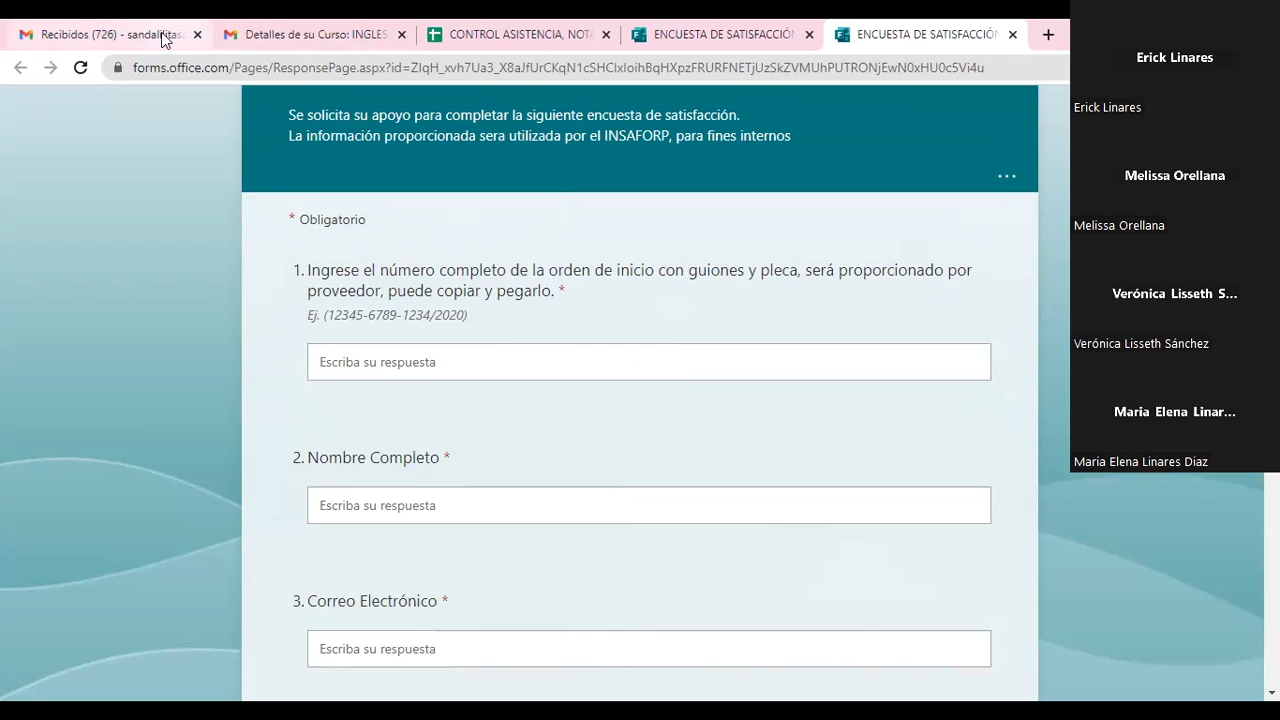 Recibidos (726) - sandalitas
Detalles de su Curso: INGLES
CONTROL ASISTENCIA, NOTA
ENCUESTA DE SATISFACCIÓN
ENCUESTA DE SATISFACCIÓN
forms.office.com/Pages/ResponsePage.aspx?id=ZIqH_xvh7Ua3_X8aJfUrCKqN1cSHCIxIoihBqHXpzFRURFNETjUzSkZVMUhPUTRONjEwN0xHU0c5Vi4u
Se solicita su apoyo para completar la siguiente encuesta de satisfacción.
La información proporcionada sera utilizada por el INSAFORP, para fines internos
...
* Obligatorio
1. Ingrese el número completo de la orden de inicio con guiones y pleca, será proporcionado por
proveedor, puede copiar y pegarlo. *
Ej. (12345-6789-1234/2020)
Escriba su respuesta
2. Nombre Completo *
Escriba su respuesta
3. Correo Electrónico *
Escriba su respuesta
Erick Linares
Erick Linares
Melissa Orellana
Melissa Orellana
Verónica Lisseth S...
Verónica Lisseth Sánchez
Maria Elena Linar...
Maria Elena Linares Diaz